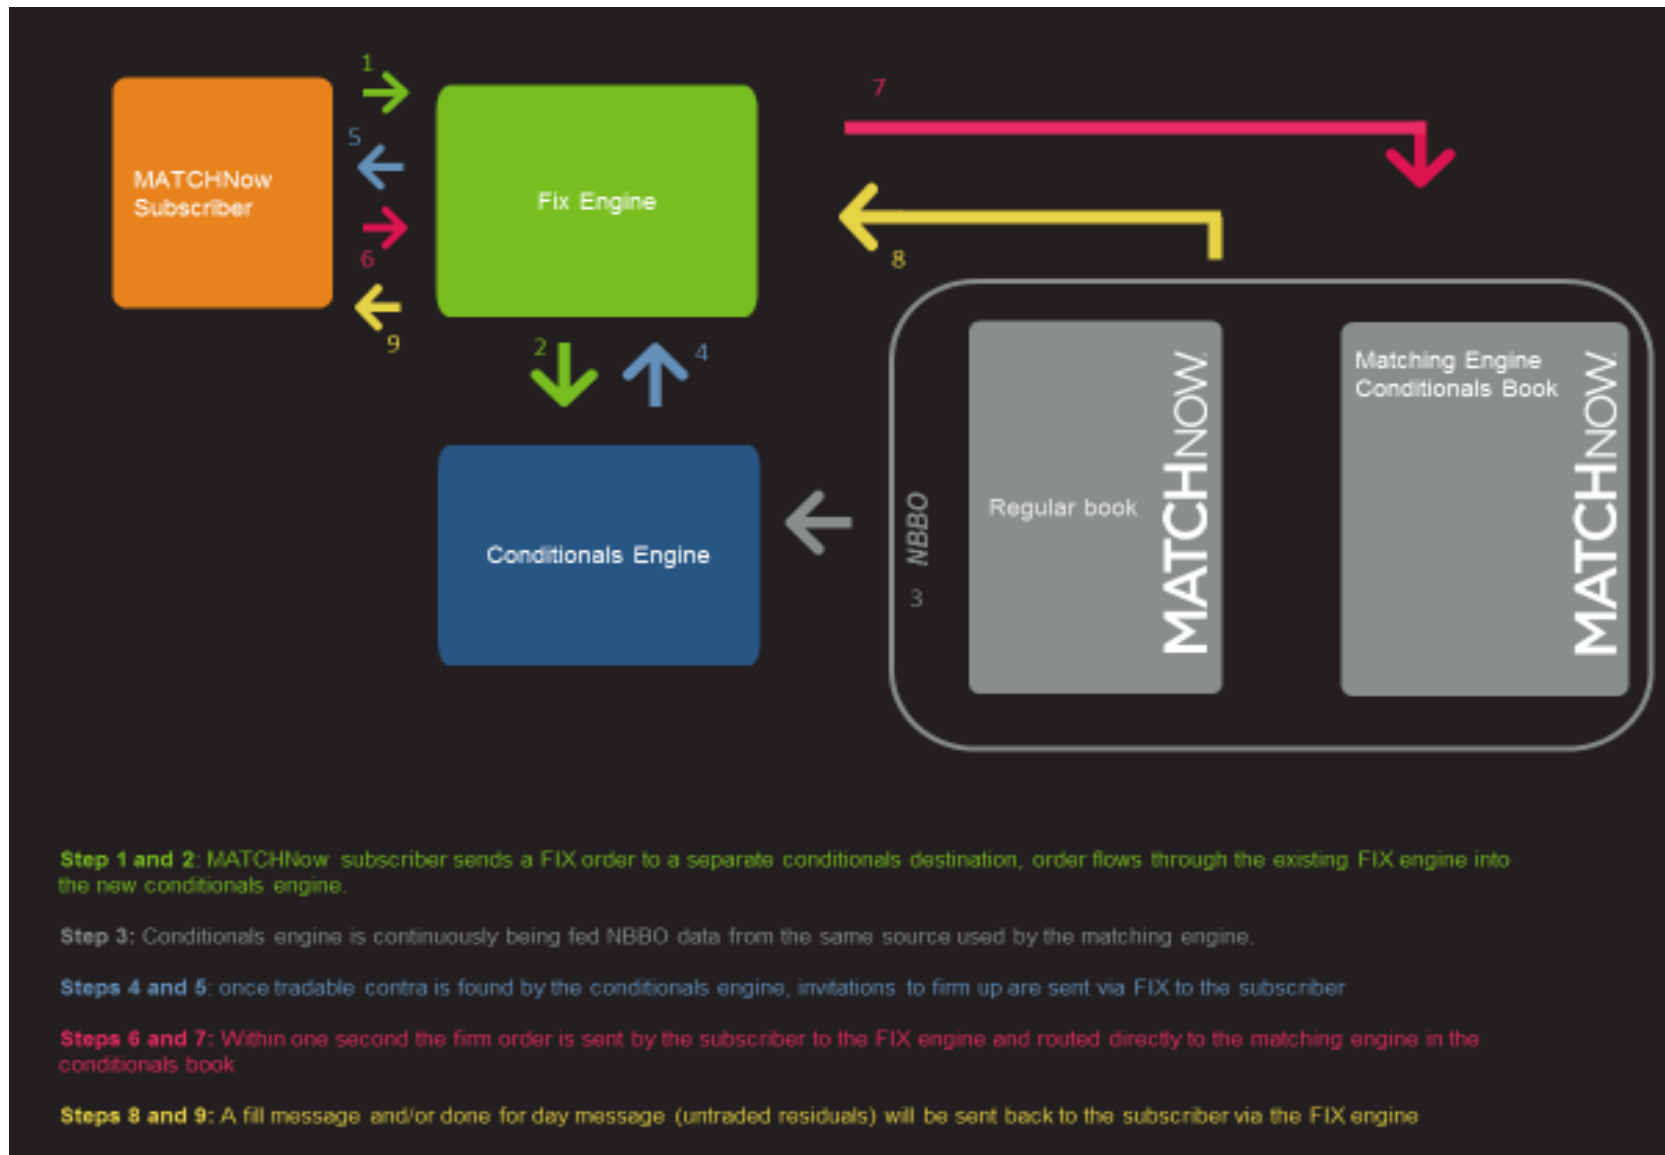 1
7
5
MATCHNow
Subscriber
Fix Engine
6
8
9
2
4
Matching Engine
Conditionals Book
MATCHNOW
MATCHNOW
NBBO
Regular book
Conditionals Engine
3
Step 1 and 2: MATCHNow subscriber sends a FIX order to a separate conditionals destination, order flows through the existing FIX engine into
the new conditionals engine.
Step 3: Conditionals engine is continuously being fed NBBO data from the same source used by the matching engine.
Steps 4 and 5: once tradable contra is found by the conditionals engine, invitations to firm up are sent via FIX to the subscriber
Steps 6 and 7: Within one second the firm order is sent by the subscriber to the FIX engine and routed directly to the matching engine in the
conditionals book
Steps 8 and 9: A fill message and/or done for day message (untraded residuals) will be sent back to the subscriber via the FIX engine